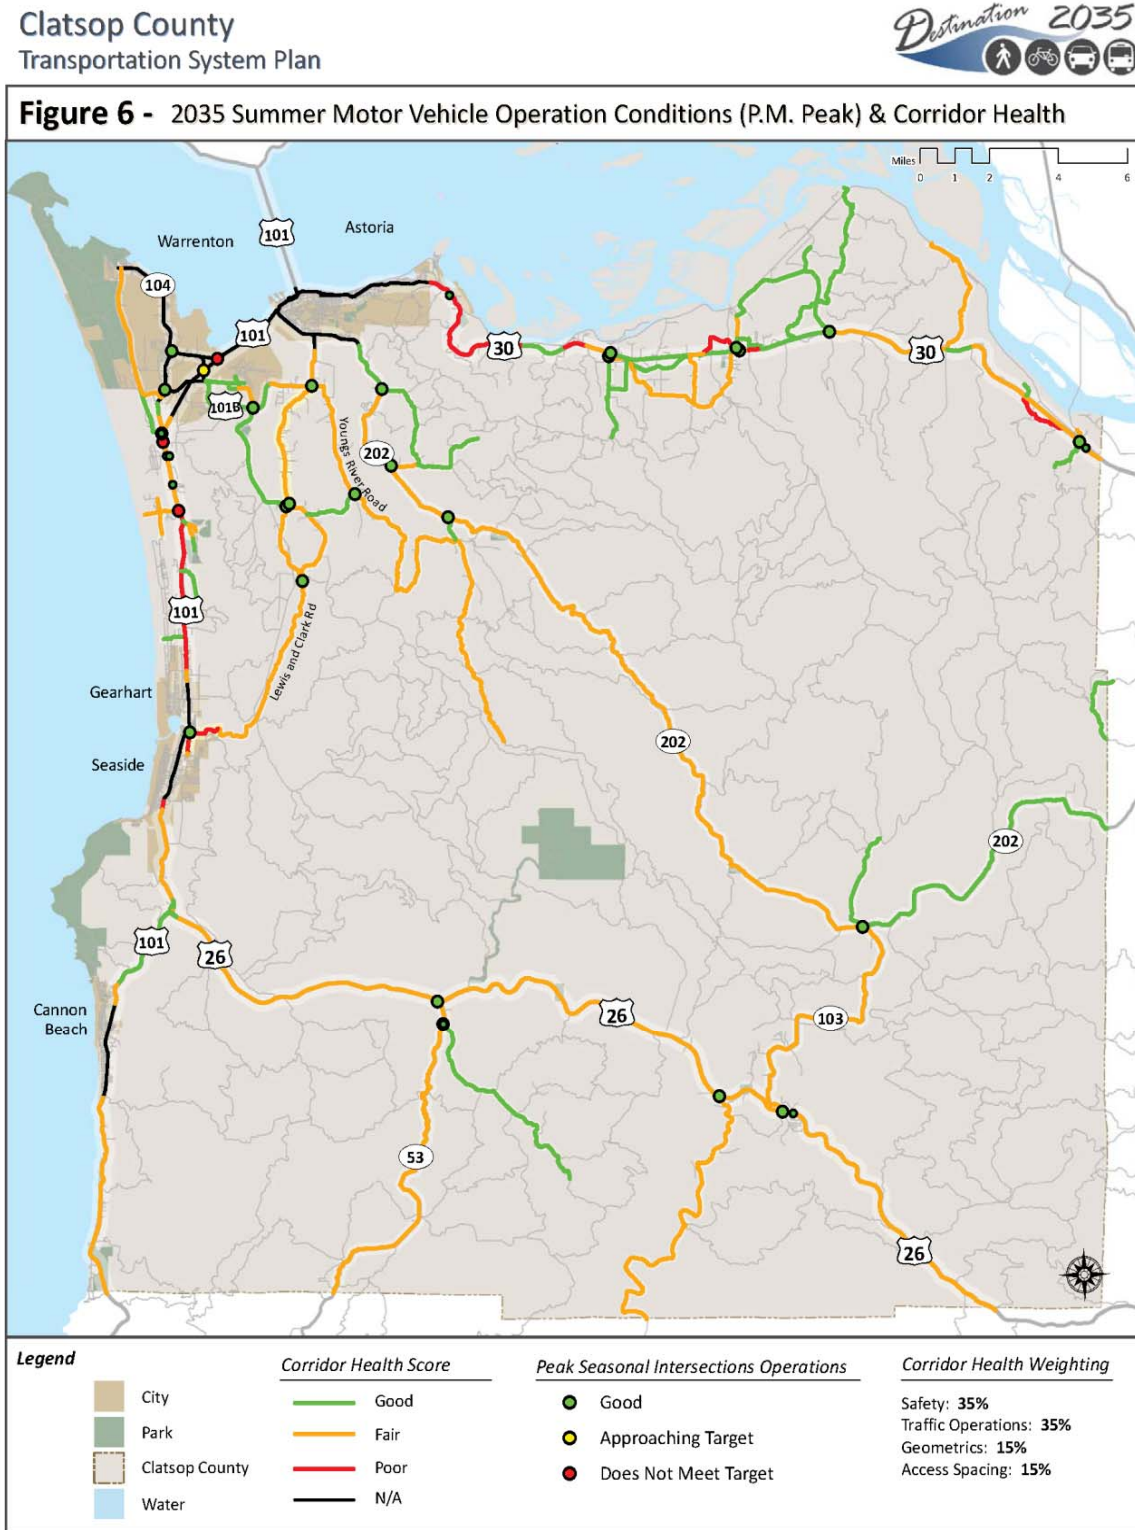 Clatsop County
Transportation System Plan
Destination 2035
Figure 6 - 2035 Summer Motor Vehicle Operation Conditions (P.M. Peak) & Corridor Health
Miles
0 1 2 4 6
Warrenton
101
Astoria
104
101
30
30
101B
202
Youngs River Road
101
Lewis and Clark Rd
Gearhart
Seaside
202
202
101
26
Cannon
Beach
26
103
53
26
Legend
City
Park
Clatsop County
Water
Corridor Health Score
Good
Fair
Poor
N/A
Peak Seasonal Intersections Operations
Good
Approaching Target
Does Not Meet Target
Corridor Health Weighting
Safety: 35%
Traffic Operations: 35%
Geometrics: 15%
Access Spacing: 15%